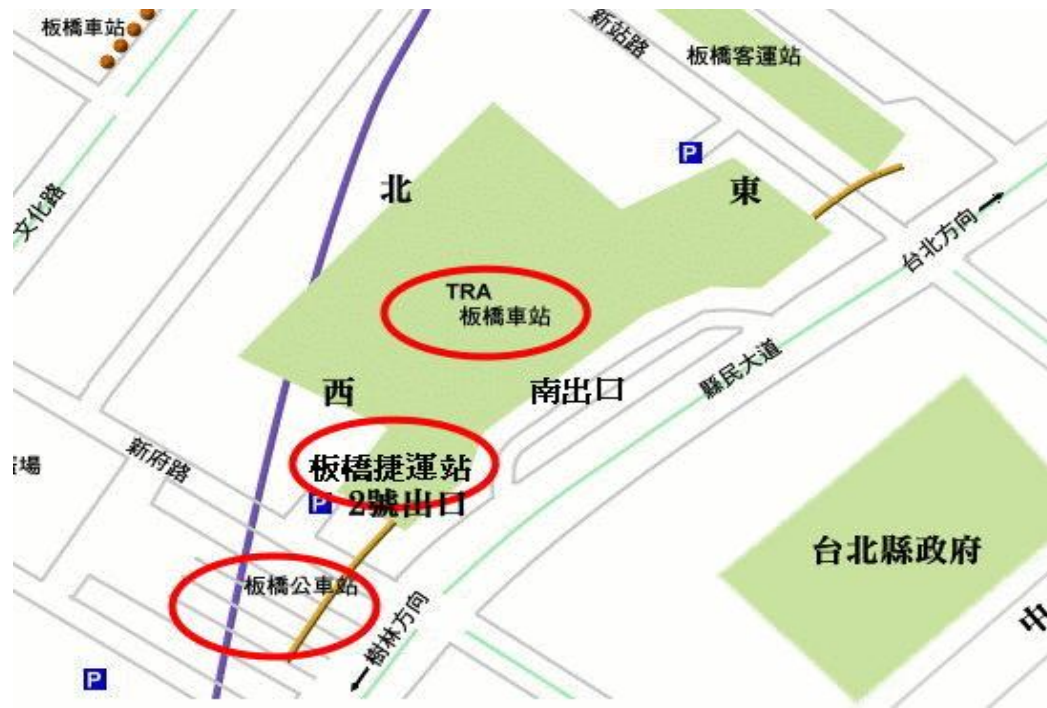 板橋車站
新站路
板橋客運站
P
北
東
文化路
台北方向
TRA
板橋車站
縣民大道
西
南出口
新府路
場
板橋捷運站
P
2號出口
台北縣政府
板橋公車站
樹林方向
中
P